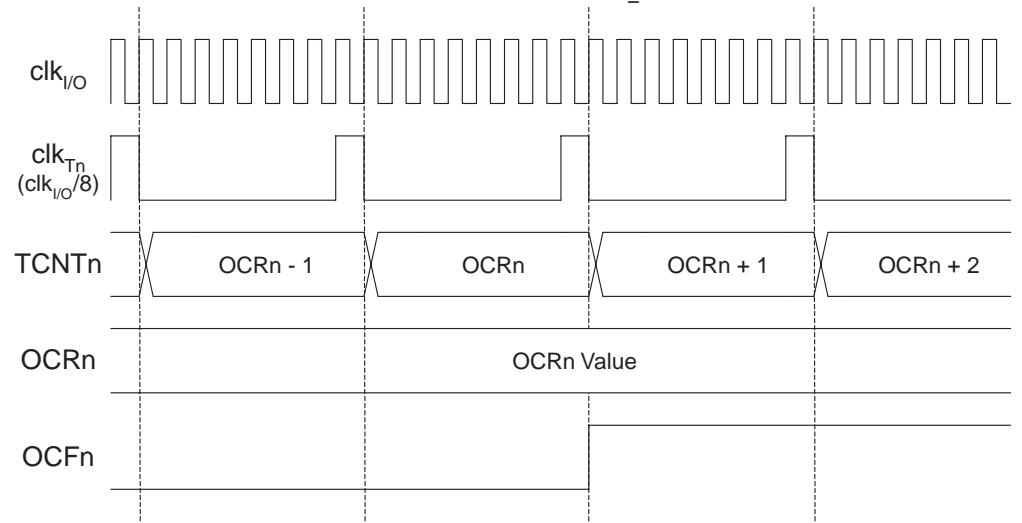 clkI/O
clkTn
(clkI/O/8)
TCNTn OCRn - 1 OCRn OCRn + 1 OCRn + 2
OCRn OCRn Value
OCFn